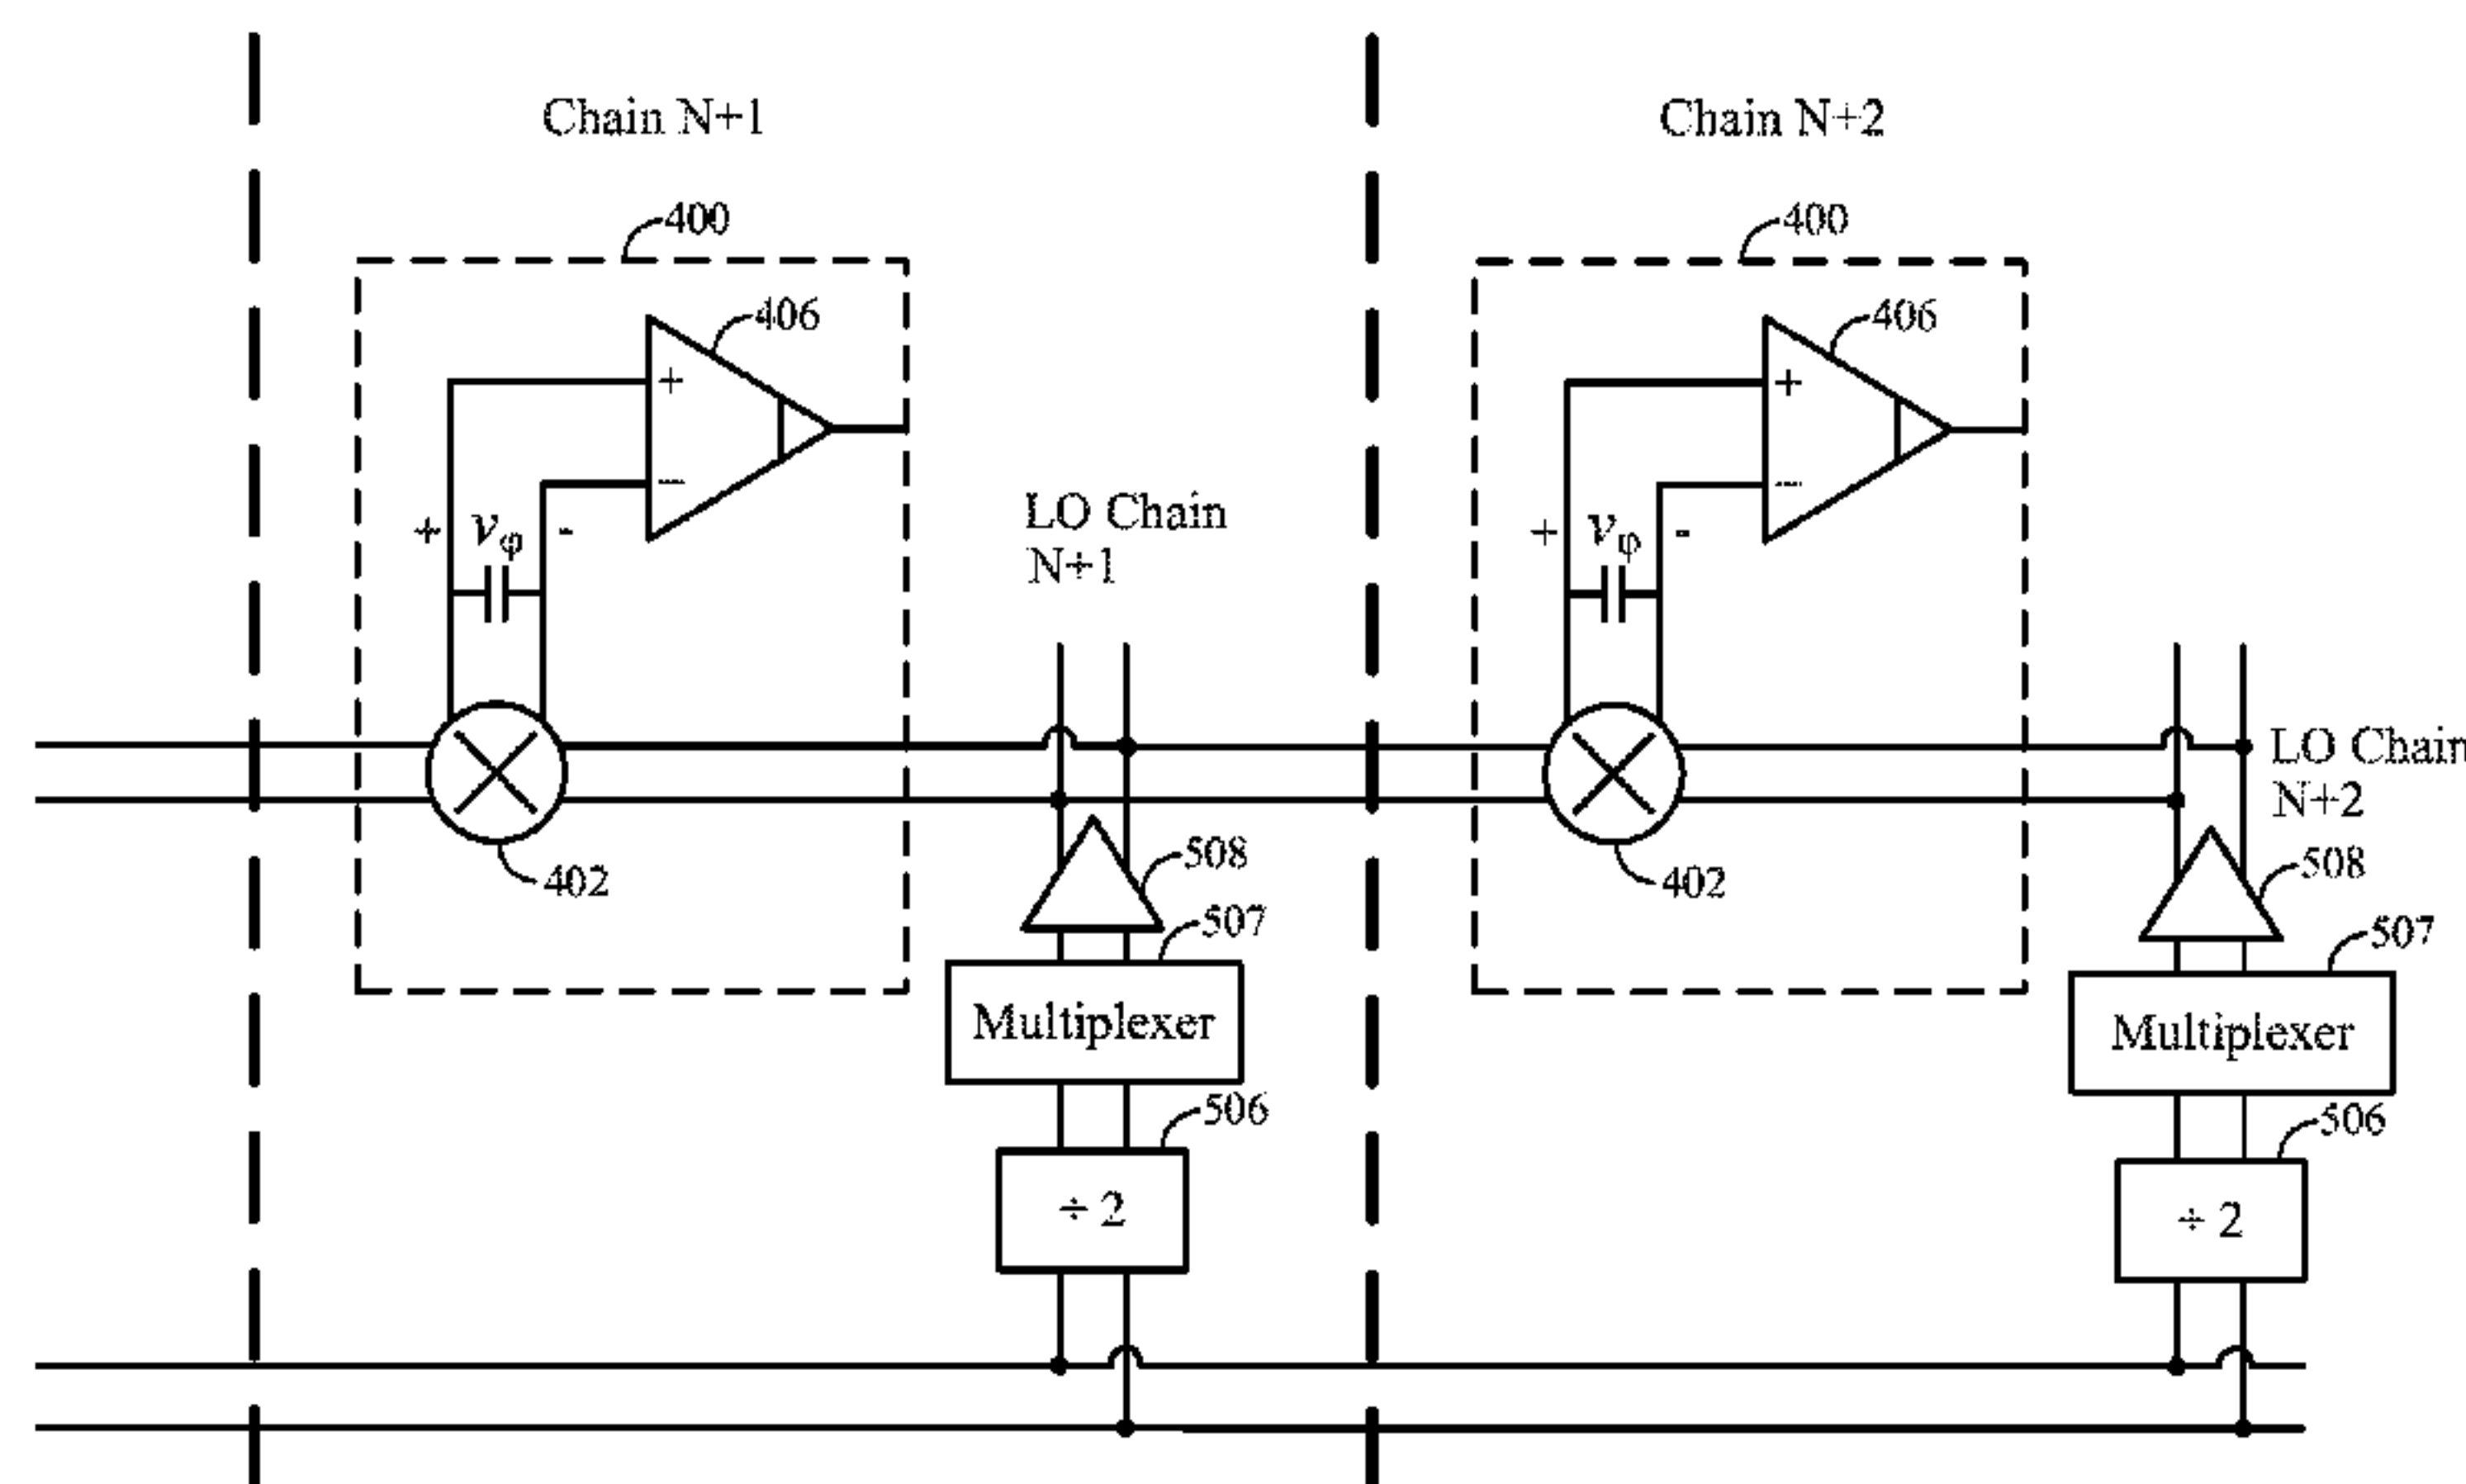 Chain N+1
Chain N+2
400
400
406
406
+
+
−
−
+ vφ -
+ vφ -
LO Chain
N+1
LO Chain
N+2
402
402
508
508
507
507
Multiplexer
Multiplexer
506
506
÷ 2
÷ 2